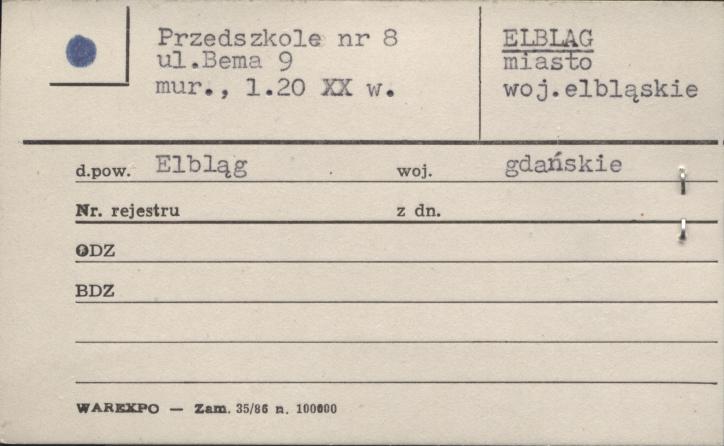 Przedszkole nr 8
ul.Bema 9
mur., l.20 XX w.
ELBLĄG
miasto
woj.elbląskie
d.pow. Elbląg woj. gdańskie
Nr. rejestru z dn.
ODZ
BDZ
WAREXPO — Zam. 35/86 n. 100000